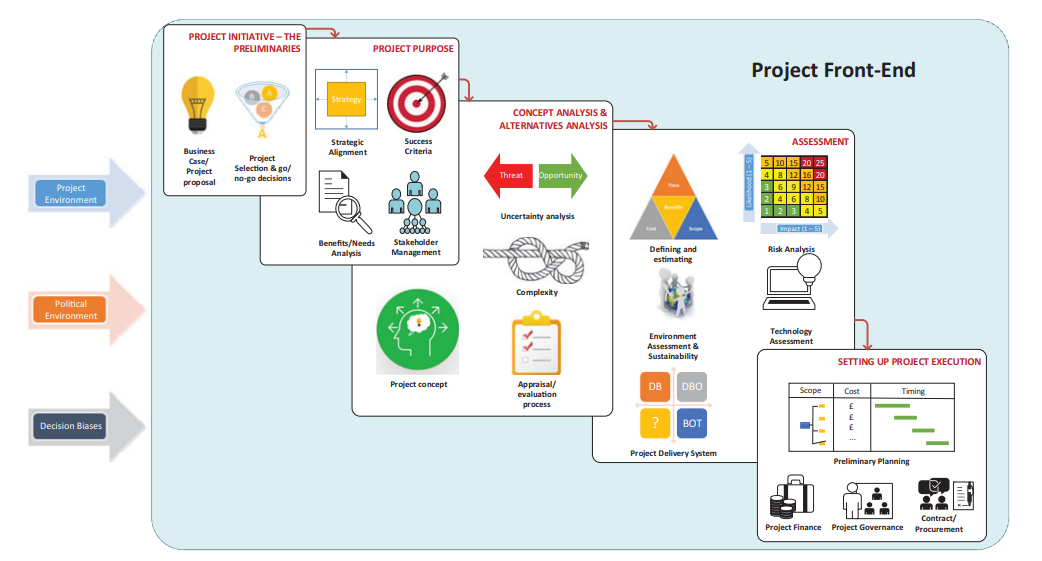 Project Front-End
Project
Environment
Political
Environment
Decision Biases
PROJECT INITIATIVE – THE
PRELIMINARIES
B
A
C
A
Business
Case/
Project
proposal
Project
Selection & go/
no-go decisions
PROJECT PURPOSE
Strategy
Strategic
Alignment
Success
Criteria
Benefits/Needs
Analysis
Stakeholder
Management
CONCEPT ANALYSIS &
ALTERNATIVES ANALYSIS
Threat
Opportunity
Uncertainty analysis
Complexity
Project concept
Appraisal/
evaluation
process
ASSESSMENT
Time
Benefits
Cost
Scope
Defining and
estimating
Likelihood (1 – 5)
5 10 15 20 25
4 8 12 16 20
3 6 9 12 15
2 4 6 8 10
1 2 3 4 5
Impact (1 – 5)
Risk Analysis
Environment
Assessment &
Sustainability
Technology
Assessment
DB
DBO
?
BOT
Project Delivery System
SETTING UP PROJECT EXECUTION
Scope Cost Timing
£
£
£
...
Preliminary Planning
Project Finance
Project Governance
Contract/
Procurement